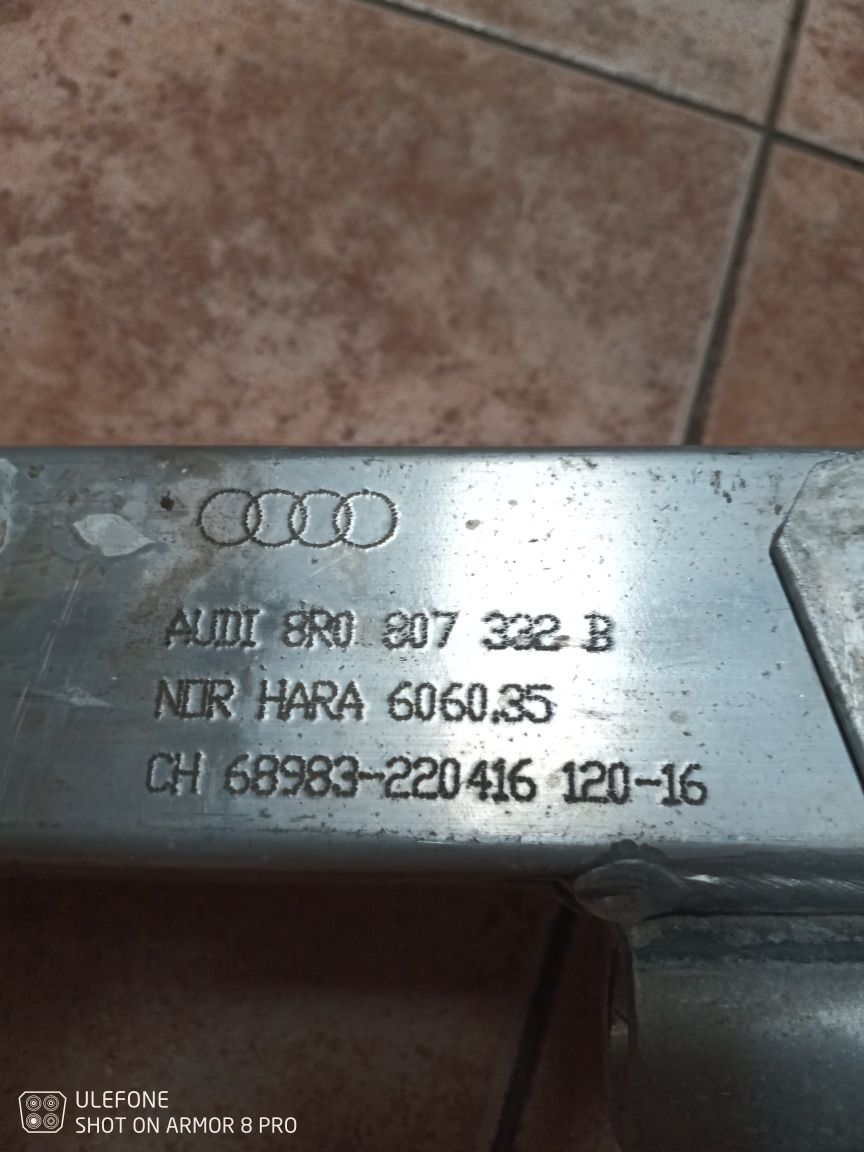 AUDI 8R0 807 332 B
NOR HARA 6060.35
CH 68983-220416 120-16
ULEFONE
SHOT ON ARMOR 8 PRO